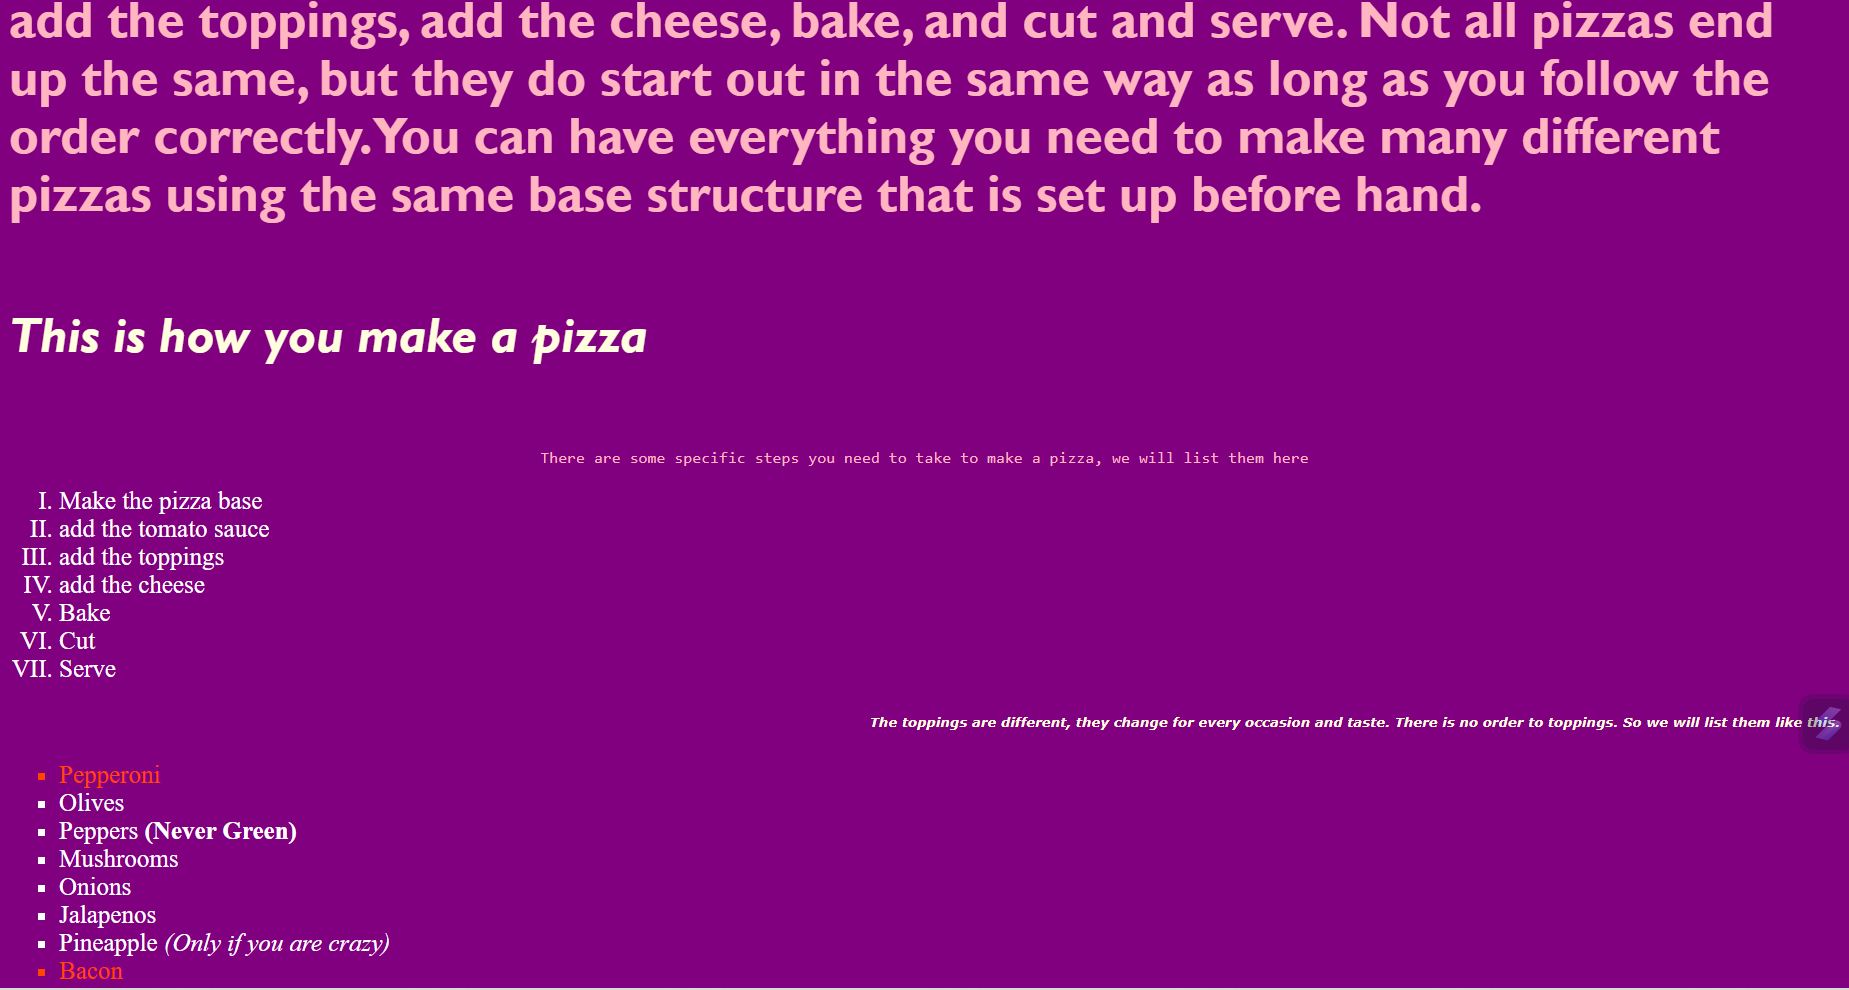 add the toppings, add the cheese, bake, and cut and serve. Not all pizzas end
up the same, but they do start out in the same way as long as you follow the
order correctly. You can have everything you need to make many different
pizzas using the same base structure that is set up before hand.
This is how you make a pizza
There are some specific steps you need to take to make a pizza, we will list them here
I. Make the pizza base
II. add the tomato sauce
III. add the toppings
IV. add the cheese
V. Bake
VI. Cut
VII. Serve
The toppings are different, they change for every occasion and taste. There is no order to toppings. So we will list them like this.
Pepperoni
Olives
Peppers (Never Green)
Mushrooms
Onions
Jalapenos
Pineapple (Only if you are crazy)
Bacon